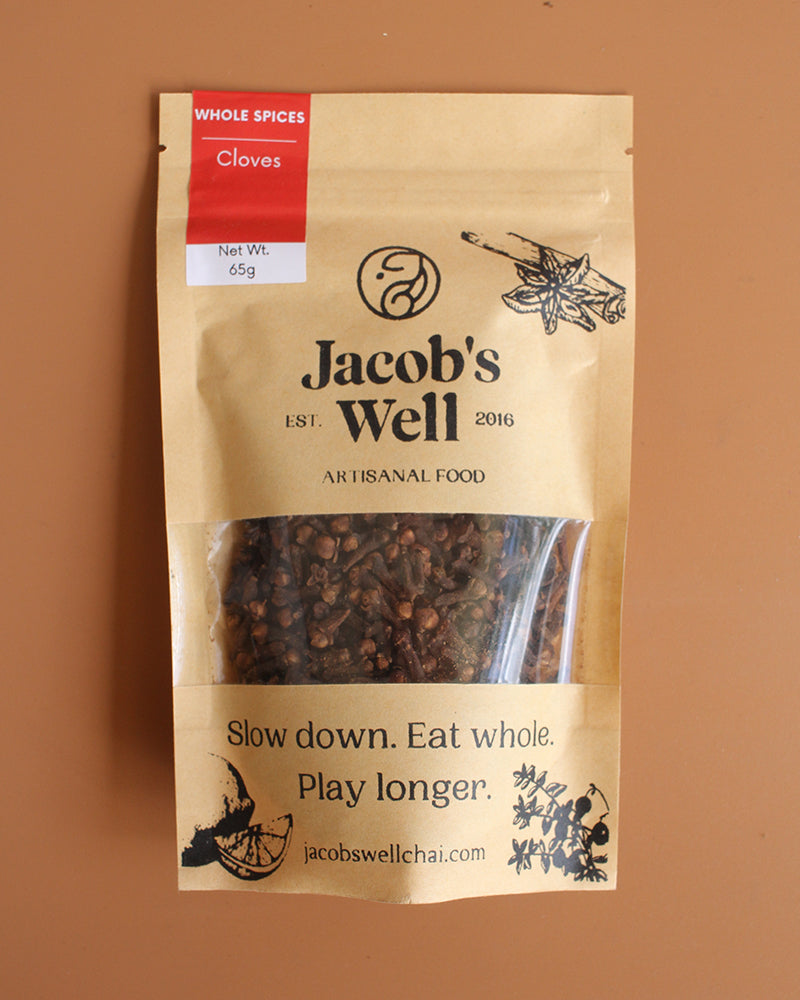 WHOLE SPICES
Cloves
Net Wt.
65g
Jacob's
EST. Well 2016
ARTISANAL FOOD
Slow down. Eat whole.
Play longer.
jacobswellchai.com